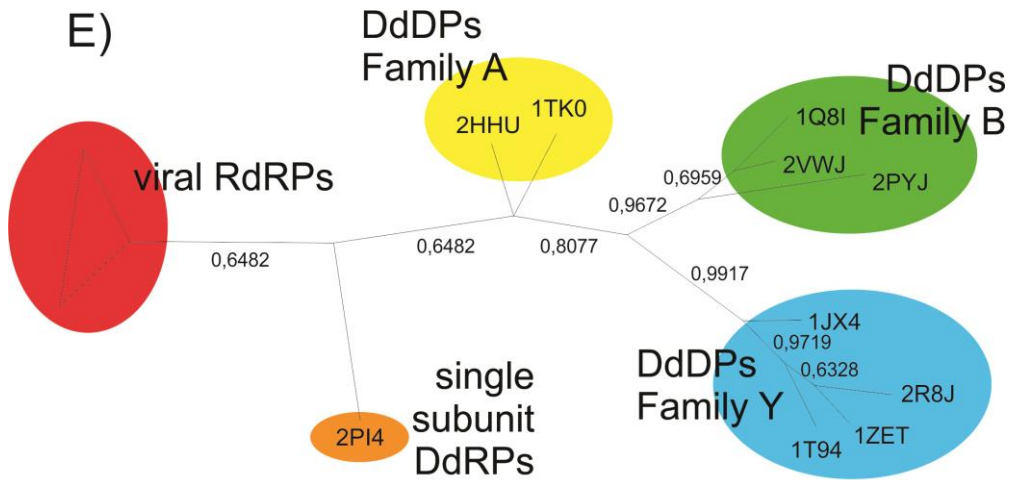 E)
DdDPs
Family A
2HHU
1TK0
DdDPs
Family B
1Q8I
2VWJ
2PYJ
viral RdRPs
0,6959
0,9672
0,6482
0,6482
0,8077
0,9917
1JX4
0,9719
0,6328
DdDPs
Family Y
2R8J
1ZET
1T94
single
subunit
DdRPs
2PI4